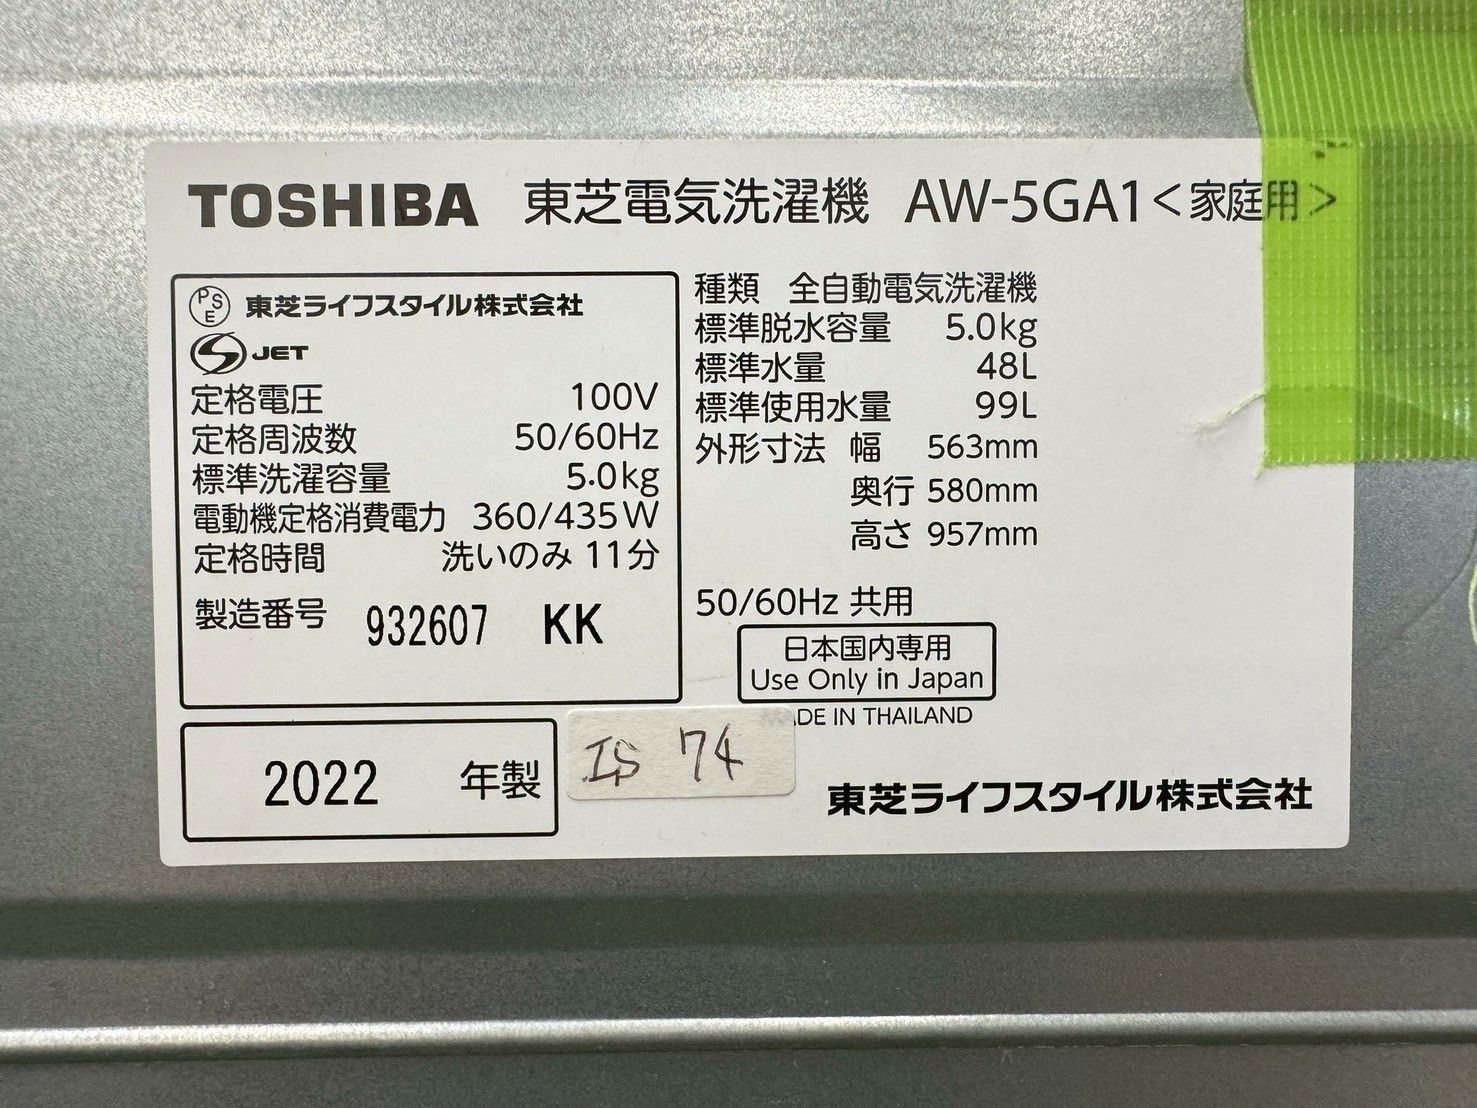 TOSHIBA 東芝電気洗濯機 AW-5GA1<家庭用>
PSE 東芝ライフスタイル株式会社
S JET
定格電圧 100V
定格周波数 50/60Hz
標準洗濯容量 5.0kg
電動機定格消費電力 360/435W
定格時間 洗いのみ 11分
製造番号 932607 KK
2022 年製
種類 全自動電気洗濯機
標準脱水容量 5.0kg
標準水量 48L
標準使用水量 99L
外形寸法 幅 563mm
奥行 580mm
高さ 957mm
50/60Hz 共用
日本国内専用
Use Only in Japan
MADE IN THAILAND
IS 74
東芝ライフスタイル株式会社